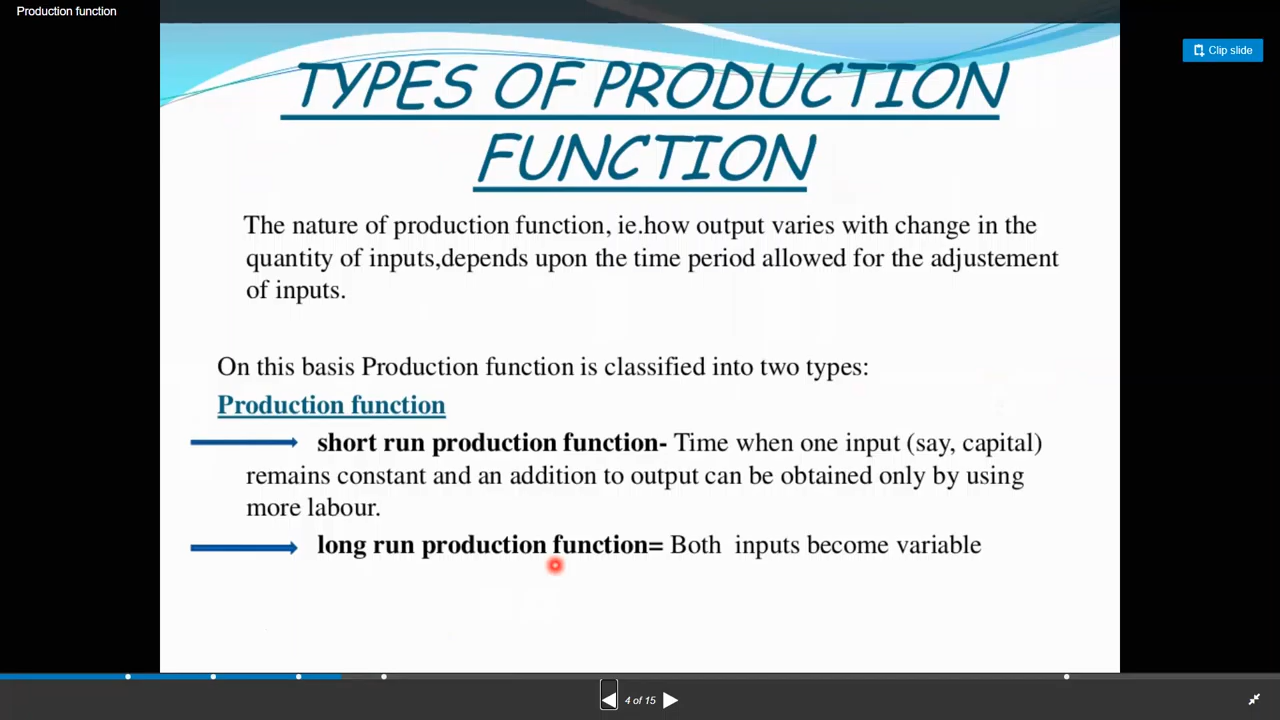 Production function
Clip slide
TYPES OF PRODUCTION
FUNCTION
The nature of production function, ie.how output varies with change in the
quantity of inputs,depends upon the time period allowed for the adjustement
of inputs.
On this basis Production function is classified into two types:
Production function
short run production function- Time when one input (say, capital)
remains constant and an addition to output can be obtained only by using
more labour.
long run production function= Both inputs become variable
4 of 15